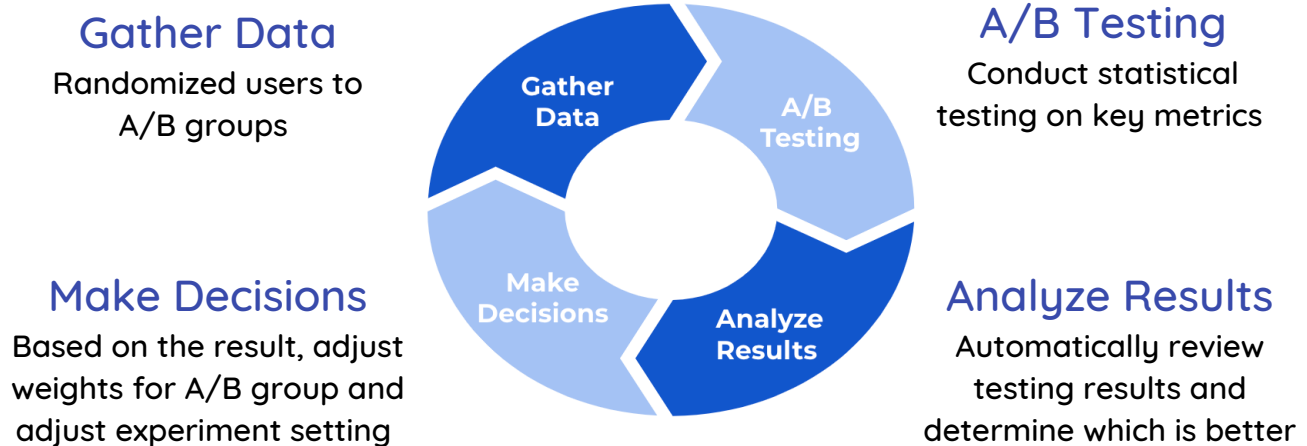 Gather Data
Randomized users to
A/B groups
Gather
Data
A/B
Testing
A/B Testing
Conduct statistical
testing on key metrics
Make Decisions
Based on the result, adjust
weights for A/B group and
adjust experiment setting
Make
Decisions
Analyze
Results
Analyze Results
Automatically review
testing results and
determine which is better